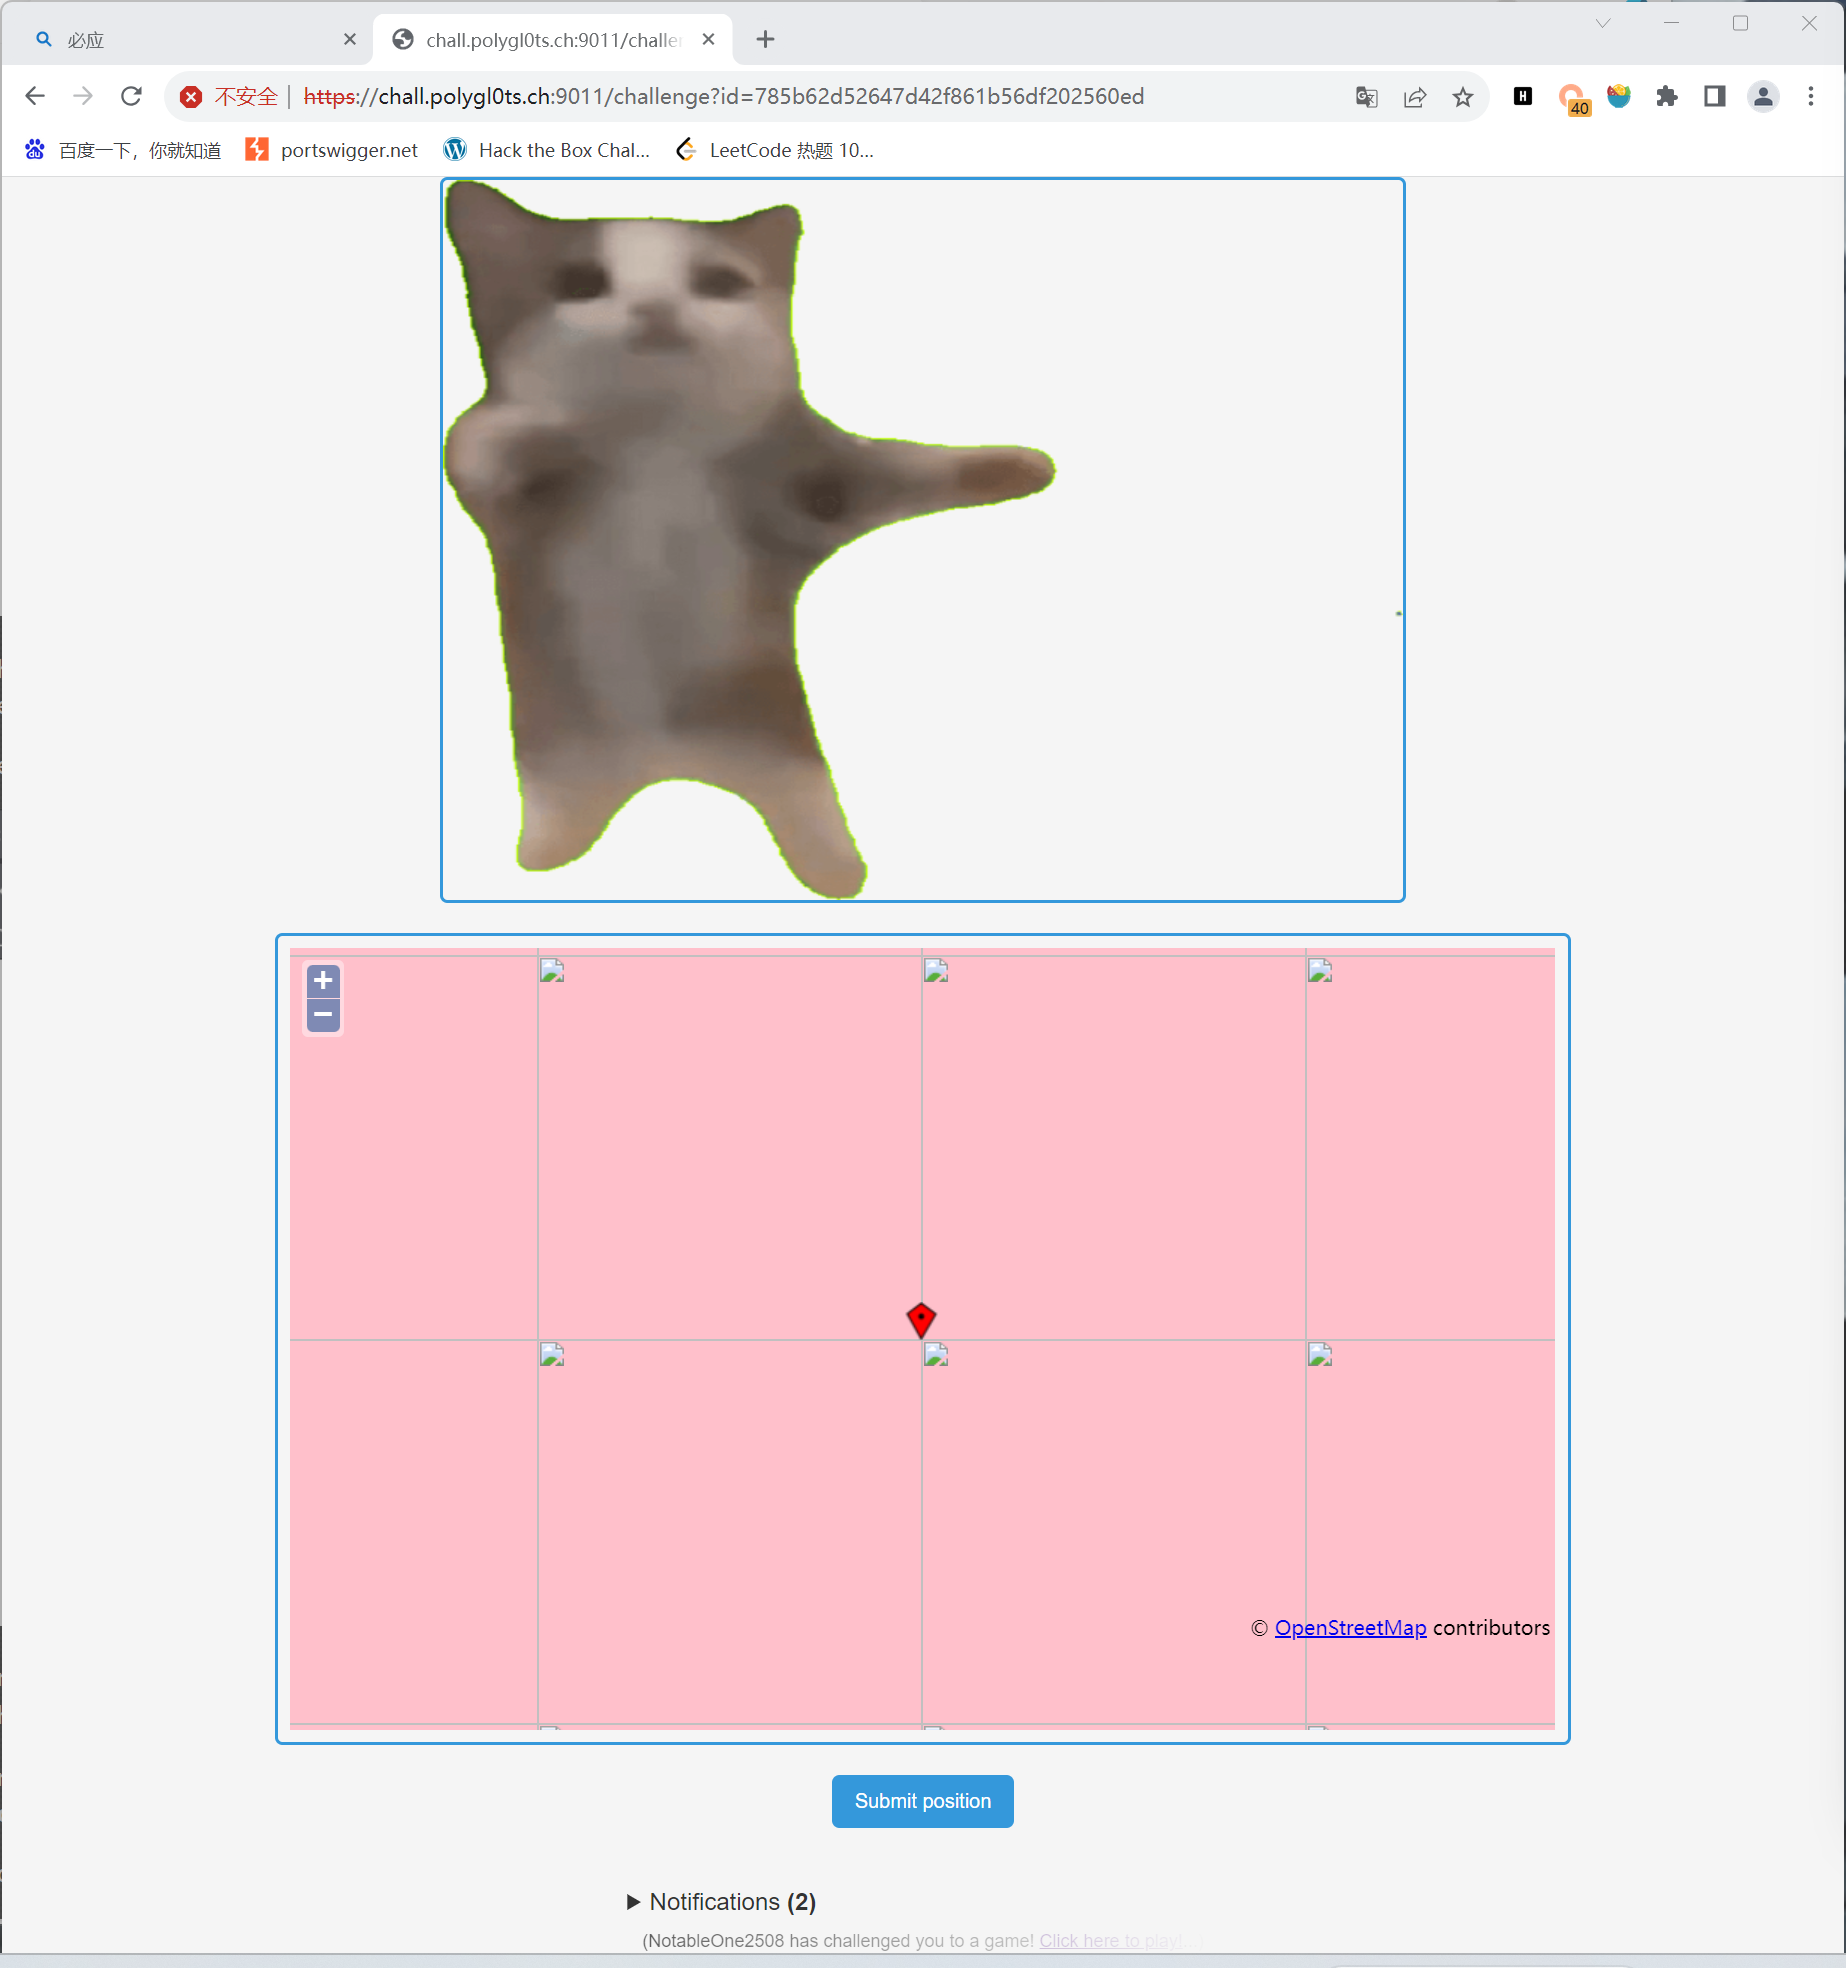 必应
chall.polygl0ts.ch:9011/challe
不安全 | https://chall.polygl0ts.ch:9011/challenge?id=785b62d52647d42f861b56df202560ed
40
百度一下，你就知道 portswigger.net Hack the Box Chal... LeetCode 热题 10...
+
−
© OpenStreetMap contributors
Submit position
▶ Notifications (2)
(NotableOne2508 has challenged you to a game! Click here to play!...